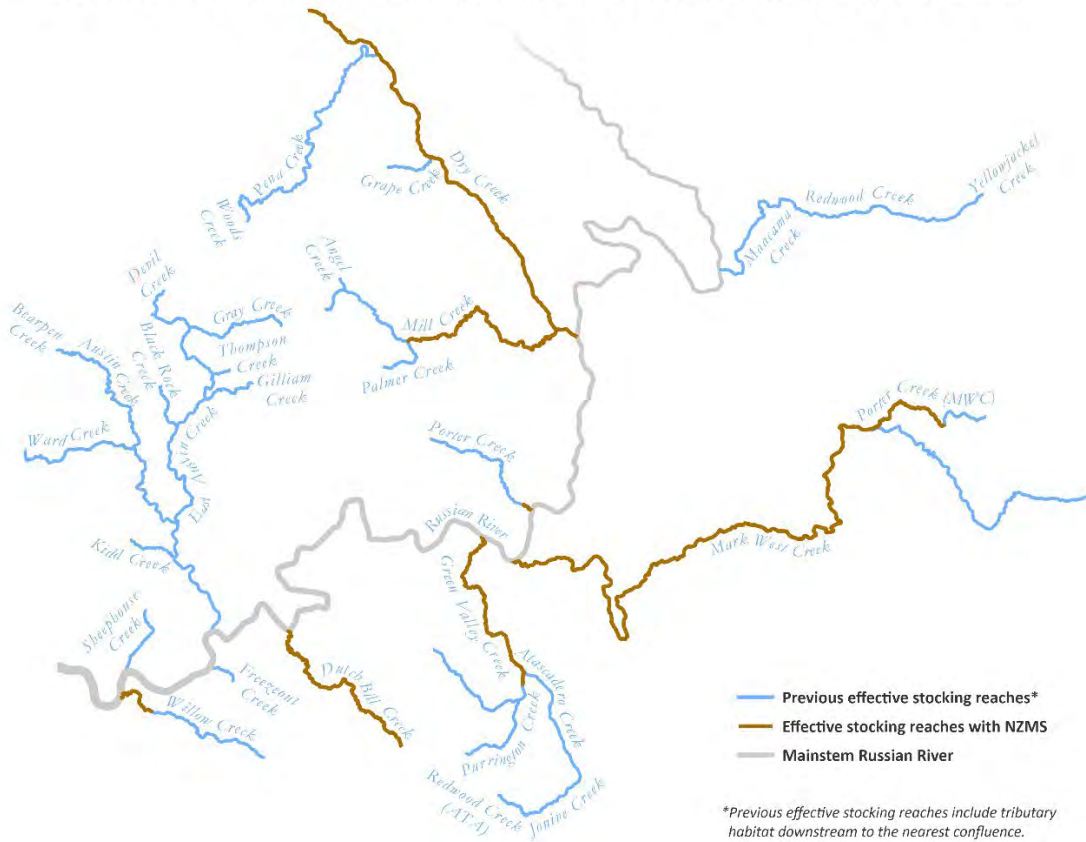 Pena Creek
Woods
Creek
Grape Creek
Dry Creek
Redwood Creek
Yellowjacket
Creek
Maacama
Creek
Devil
Creek
Angel
Creek
Gray Creek
Mill Creek
Bearpen
Creek
Austin Creek
Black Rock
Creek
Thompson
Creek
Gilliam
Creek
Palmer Creek
Ward Creek
East Austin Creek
Porter Creek
Porter Creek (MWC)
Russian River
Mark West Creek
Kidd Creek
Green Valley Creek
Sheephouse
Creek
Freezeout
Creek
Dutch Bill Creek
Atascadero Creek
Willow Creek
Purrington Creek
Redwood Creek
(ATA)
Jonive Creek
Previous effective stocking reaches*
Effective stocking reaches with NZMS
Mainstem Russian River
*Previous effective stocking reaches include tributary
habitat downstream to the nearest confluence.